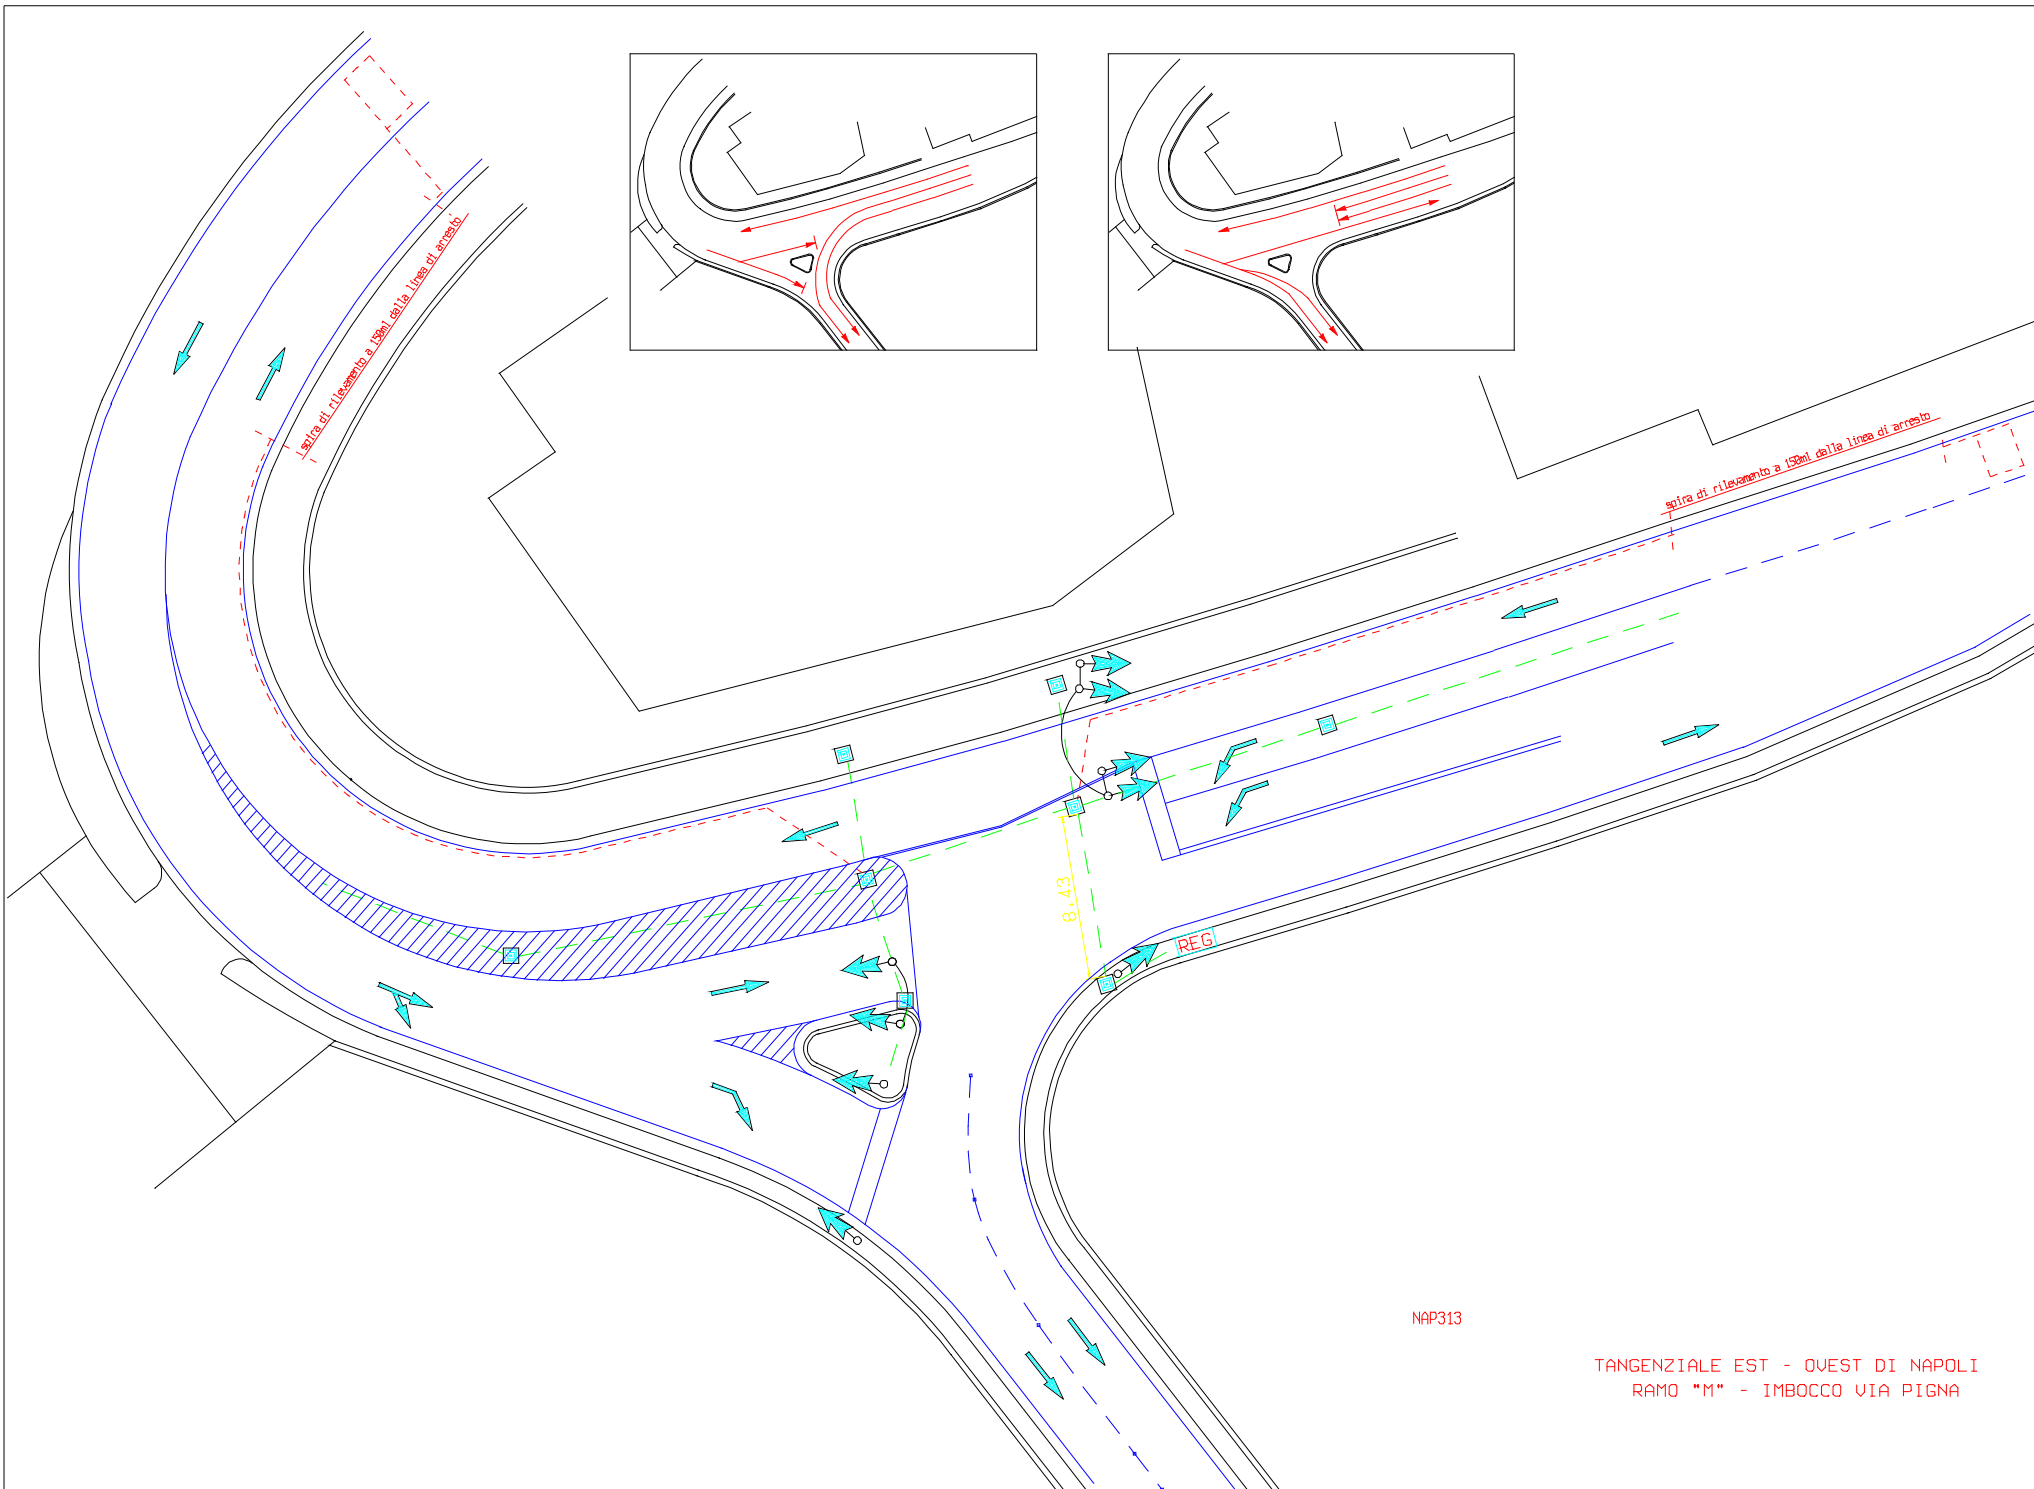 spira di rilevamento a 150ml dalla linea di arresto
spira di rilevamento a 150ml dalla linea di arresto
8,43
REG
NAP313
TANGENZIALE EST - OVEST DI NAPOLI
RAMO "M" - IMBOCCO VIA PIGNA